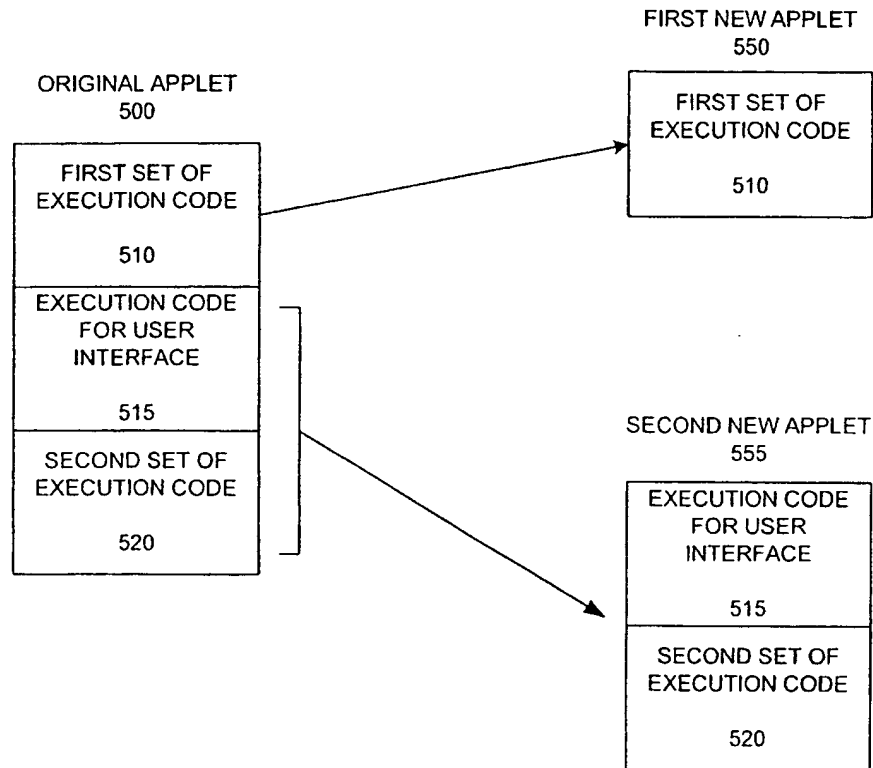 ORIGINAL APPLET
500
FIRST SET OF
EXECUTION CODE
510
EXECUTION CODE
FOR USER
INTERFACE
515
SECOND SET OF
EXECUTION CODE
520
FIRST NEW APPLET
550
FIRST SET OF
EXECUTION CODE
510
SECOND NEW APPLET
555
EXECUTION CODE
FOR USER
INTERFACE
515
SECOND SET OF
EXECUTION CODE
520